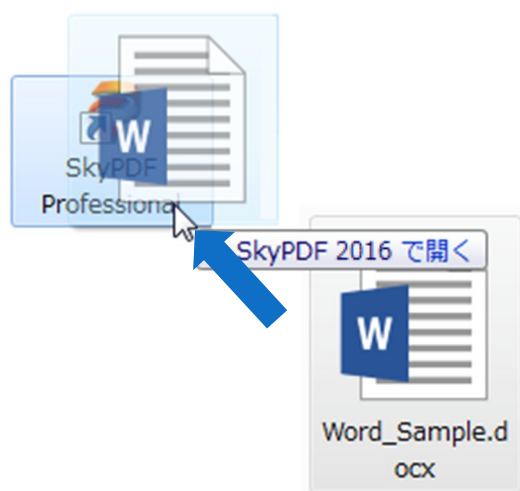 W
SkyPDF
Professional
SkyPDF 2016 で開く
W
Word_Sample.d
ocx